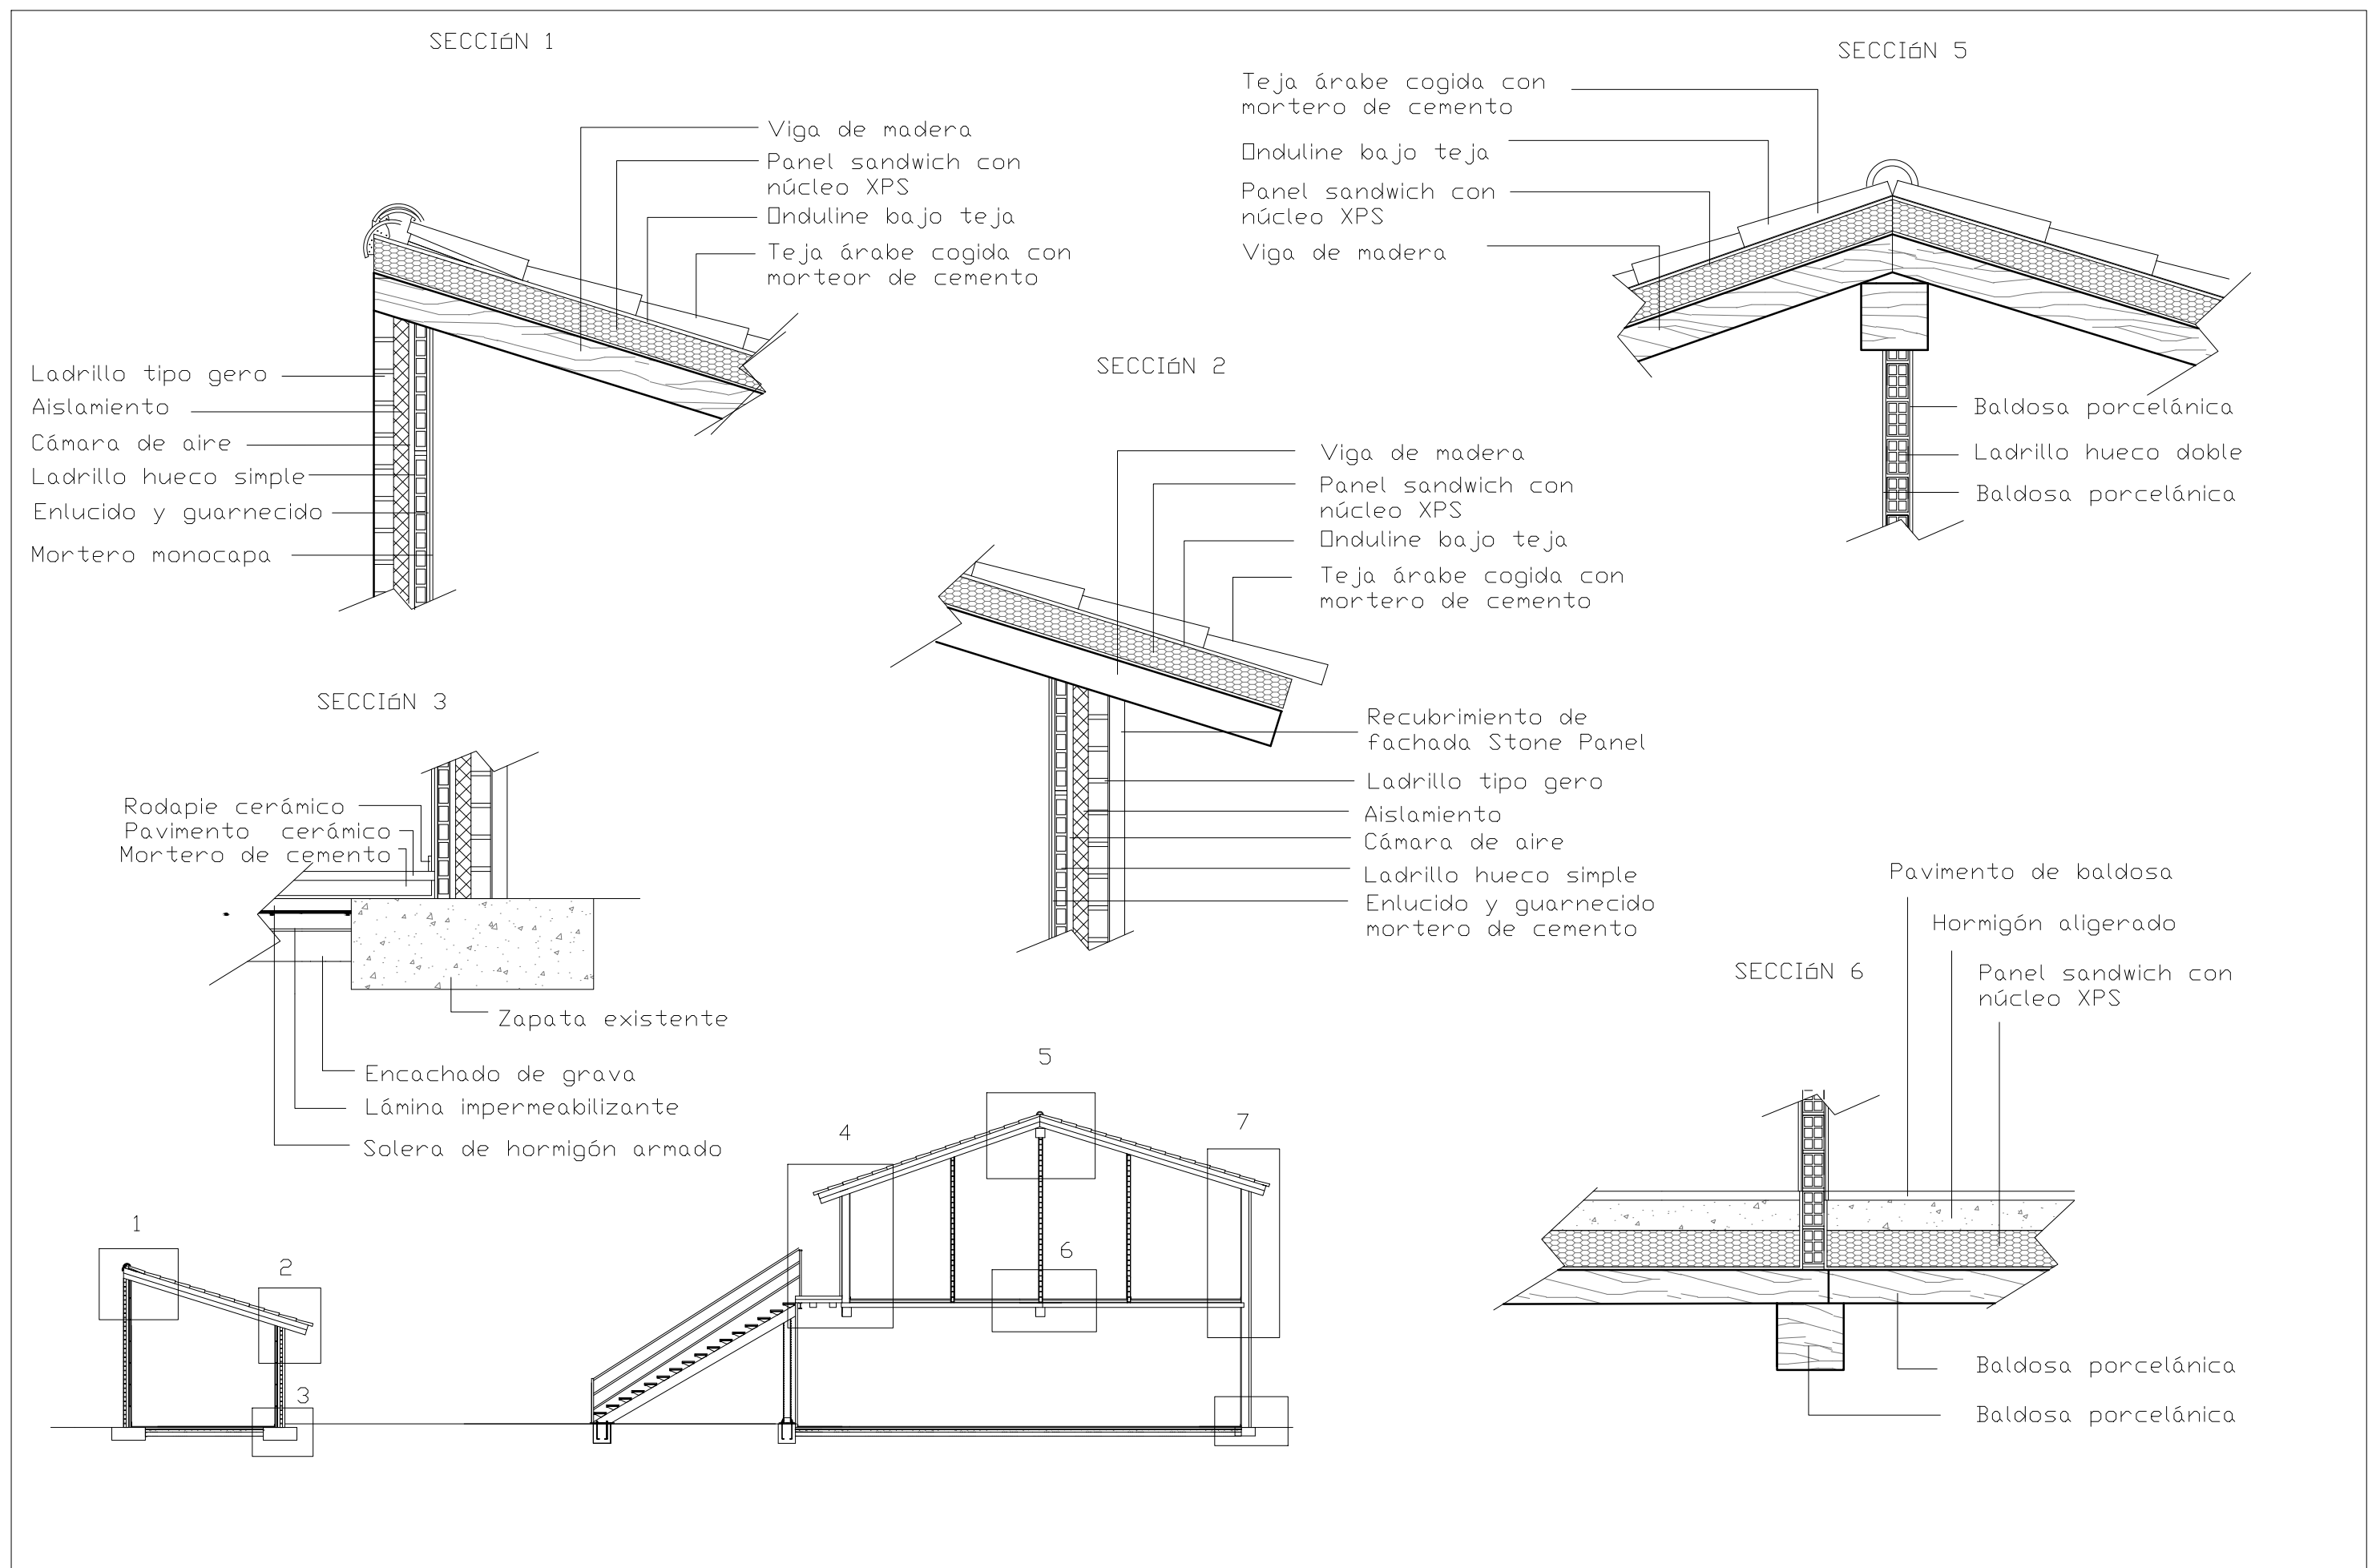 SECCIóN 1
Viga de madera
Panel sandwich con
núcleo XPS
Onduline bajo teja
Teja árabe cogida con
morteor de cemento
Ladrillo tipo gero
Aislamiento
Cámara de aire
Ladrillo hueco simple
Enlucido y guarnecido
Mortero monocapa
SECCIóN 5
Teja árabe cogida con
mortero de cemento
Onduline bajo teja
Panel sandwich con
núcleo XPS
Viga de madera
Baldosa porcelánica
Ladrillo hueco doble
Baldosa porcelánica
SECCIóN 2
Viga de madera
Panel sandwich con
núcleo XPS
Onduline bajo teja
Teja árabe cogida con
mortero de cemento
Recubrimiento de
fachada Stone Panel
Ladrillo tipo gero
Aislamiento
Cámara de aire
Ladrillo hueco simple
Enlucido y guarnecido
mortero de cemento
SECCIóN 3
Rodapie cerámico
Pavimento cerámico
Mortero de cemento
Zapata existente
Encachado de grava
Lámina impermeabilizante
Solera de hormigón armado
SECCIóN 6
Pavimento de baldosa
Hormigón aligerado
Panel sandwich con
núcleo XPS
Baldosa porcelánica
Baldosa porcelánica
1
2
3
4
5
6
7